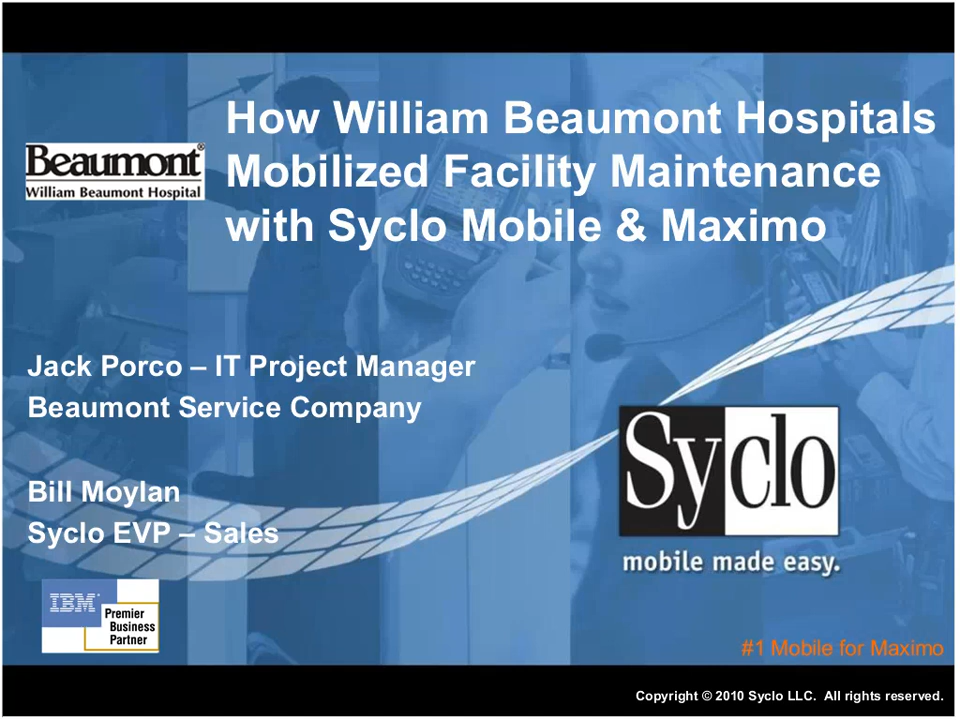 How William Beaumont Hospitals
Mobilized Facility Maintenance
with Syclo Mobile & Maximo
Beaumont®
William Beaumont Hospital
Jack Porco – IT Project Manager
Beaumont Service Company
Bill Moylan
Syclo EVP – Sales
Syclo
mobile made easy.
IBM®
Premier
Business
Partner
#1 Mobile for Maximo
Copyright © 2010 Syclo LLC. All rights reserved.